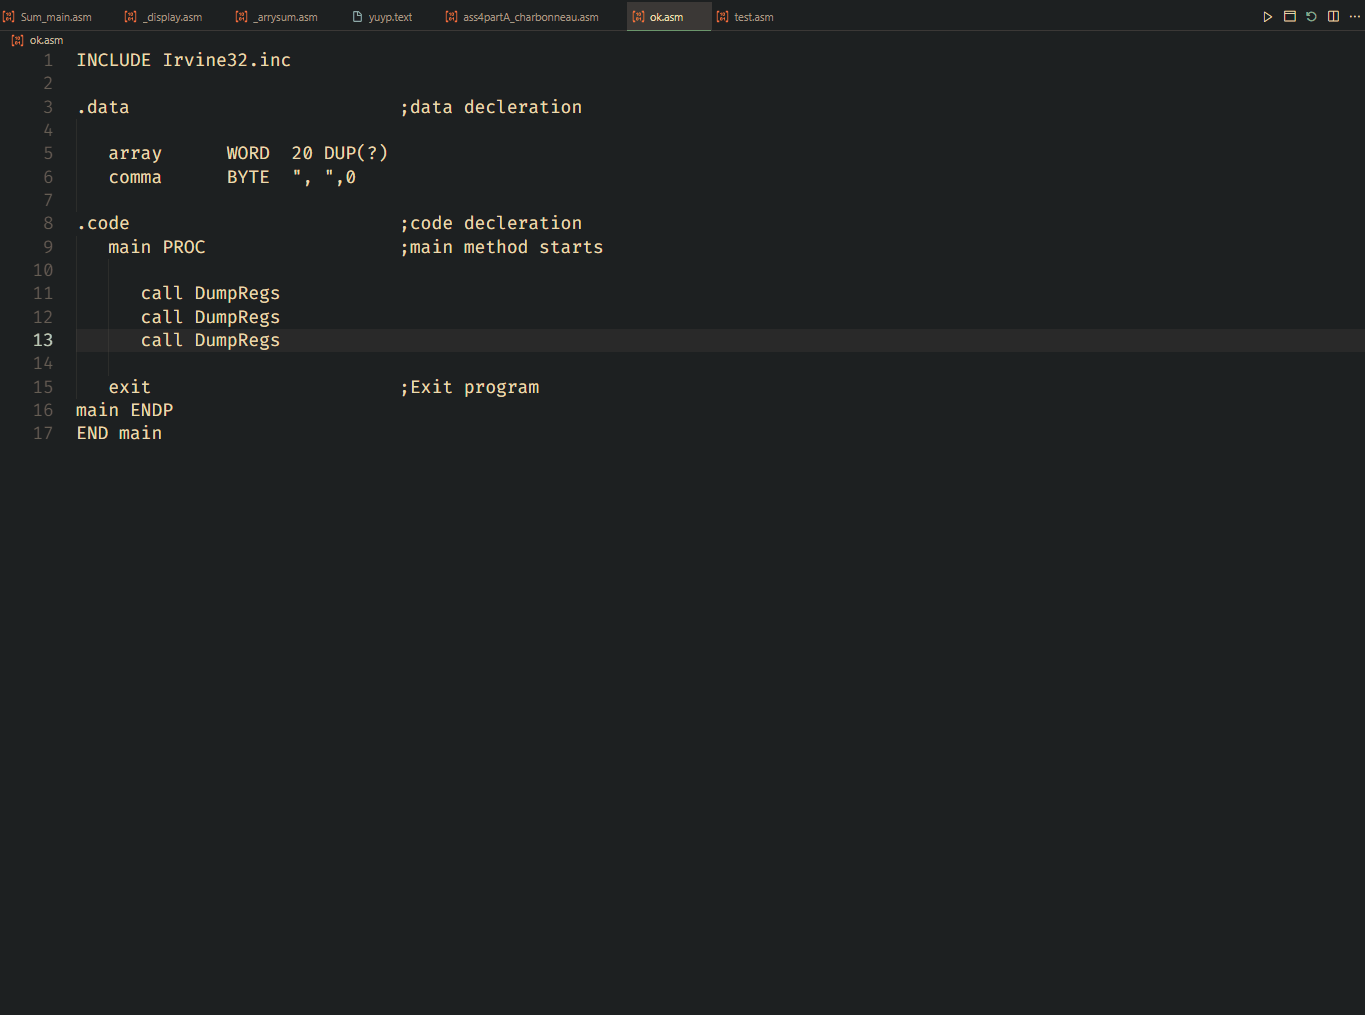 Sum_main.asm _display.asm _arrysum.asm yuyp.text ass4partA_charbonneau.asm ok.asm test.asm
ok.asm
1 INCLUDE Irvine32.inc
2
3 .data ;data decleration
4
5 array WORD 20 DUP(?)
6 comma BYTE ", ",0
7
8 .code ;code decleration
9 main PROC ;main method starts
10
11 call DumpRegs
12 call DumpRegs
13 call DumpRegs
14
15 exit ;Exit program
16 main ENDP
17 END main